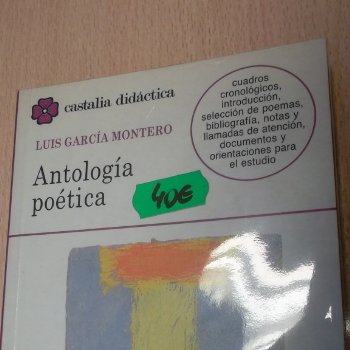 castalia didáctica
LUIS GARCÍA MONTERO
Antología
poética
40€
cuadros
cronológicos,
introducción,
selección de poemas,
bibliografía, notas y
llamadas de atención,
documentos y
orientaciones para
el estudio